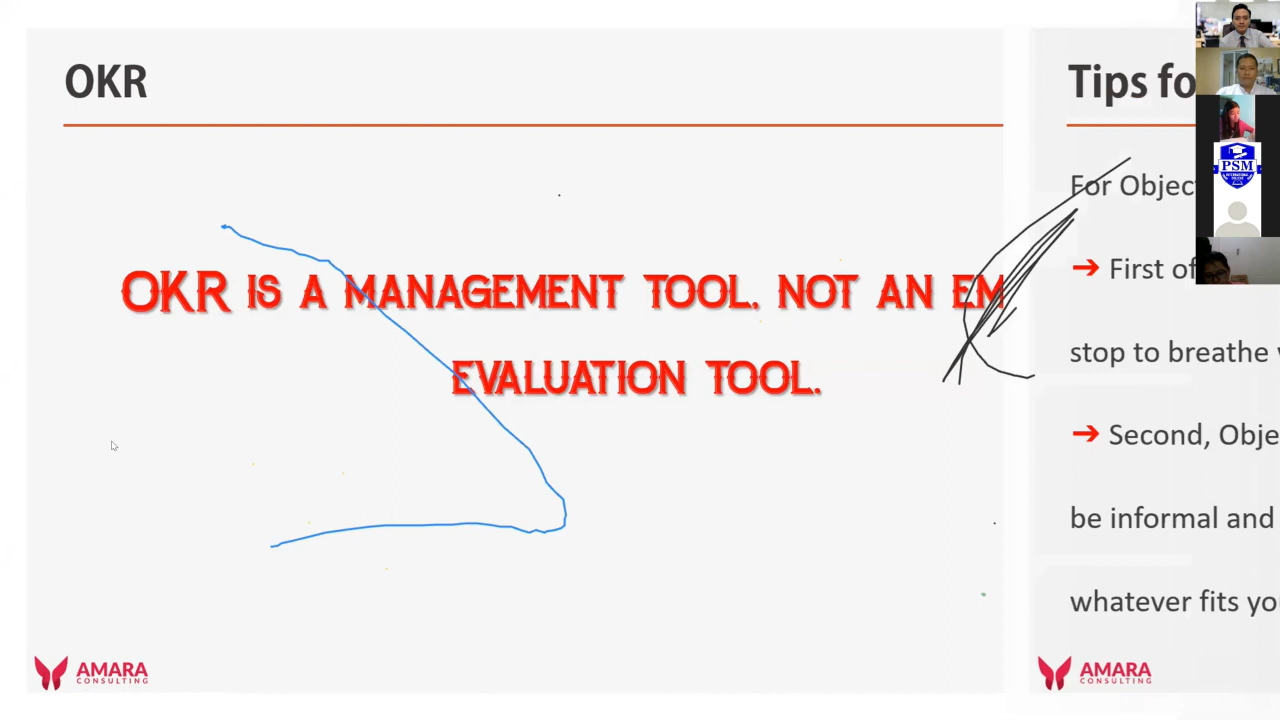 OKR
OKR IS A MANAGEMENT TOOL. NOT AN EM
EVALUATION TOOL.
AMARA
CONSULTING
Tips fo
For Objec
➔ First of
stop to breathe
➔ Second, Obje
be informal and
whatever fits yo
AMARA
CONSULTING
PSM